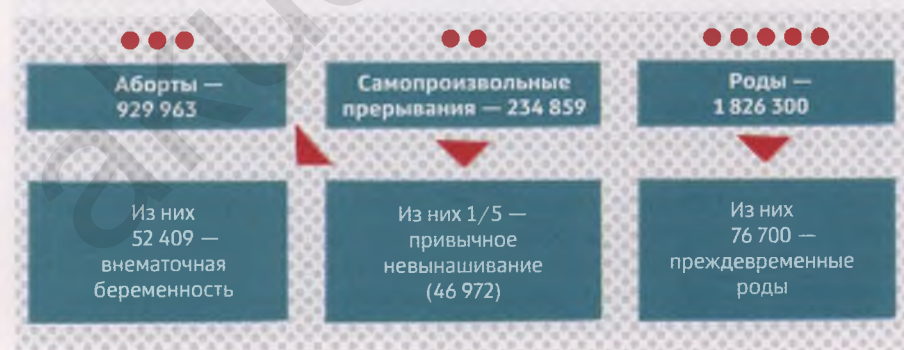 Аборты —
929 963
Самопроизвольные
прерывания — 234 859
Роды —
1 826 300
Из них
52 409 —
внематочная
беременность
Из них 1/5 —
привычное
невынашивание
(46 972)
Из них
76 700 —
преждевременные
роды